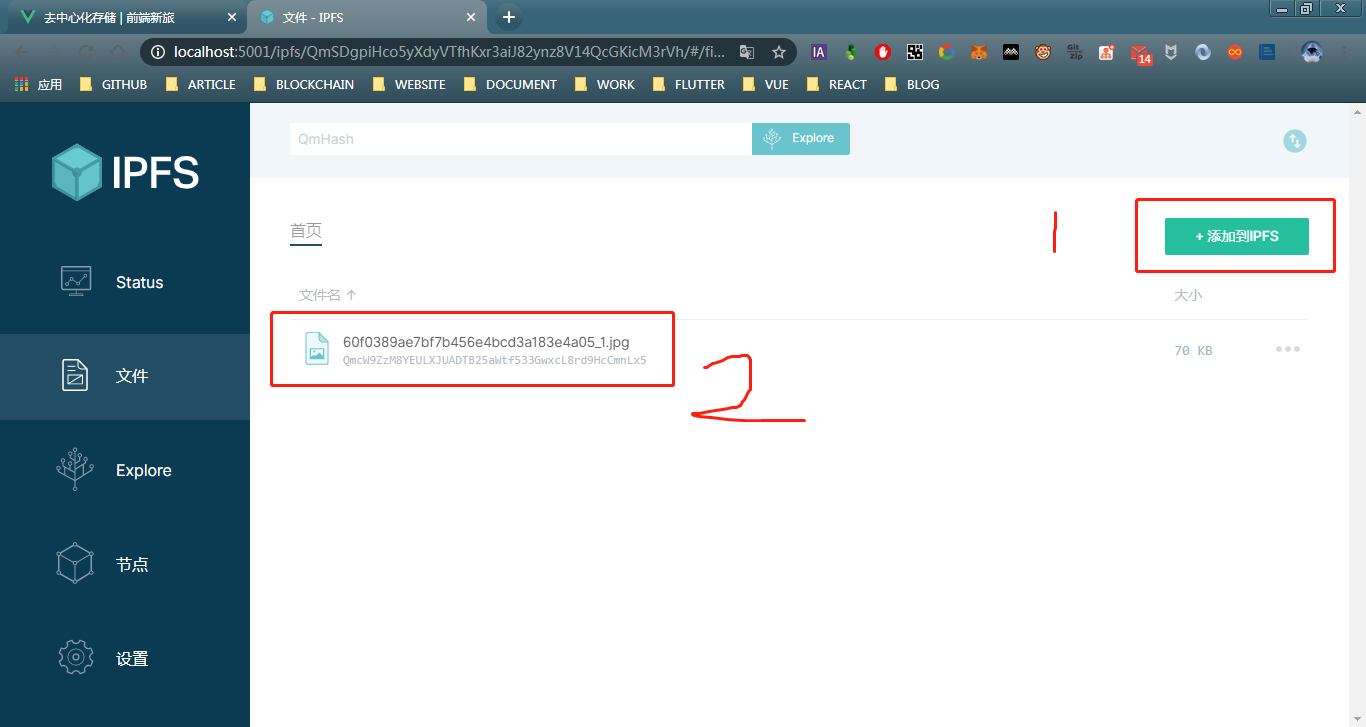 去中心化存储 | 前端新旅
文件 - IPFS
localhost:5001/ipfs/QmSDgpiHco5yXdyVTfhKxr3aiJ82ynz8V14QcGKicM3rVh/#/fi...
IA
Git zip
14
应用
GITHUB
ARTICLE
BLOCKCHAIN
WEBSITE
DOCUMENT
WORK
FLUTTER
VUE
REACT
BLOG
IPFS
QmHash
Explore
Status
文件
Explore
节点
设置
首页
1
+ 添加到IPFS
文件名 ↑
大小
60f0389ae7bf7b456e4bcd3a183e4a05_1.jpg
QmcW9ZzM8YEULXJUADTB25aWtf533GwxcL8rd9HcCmnLx5
70 KB
2